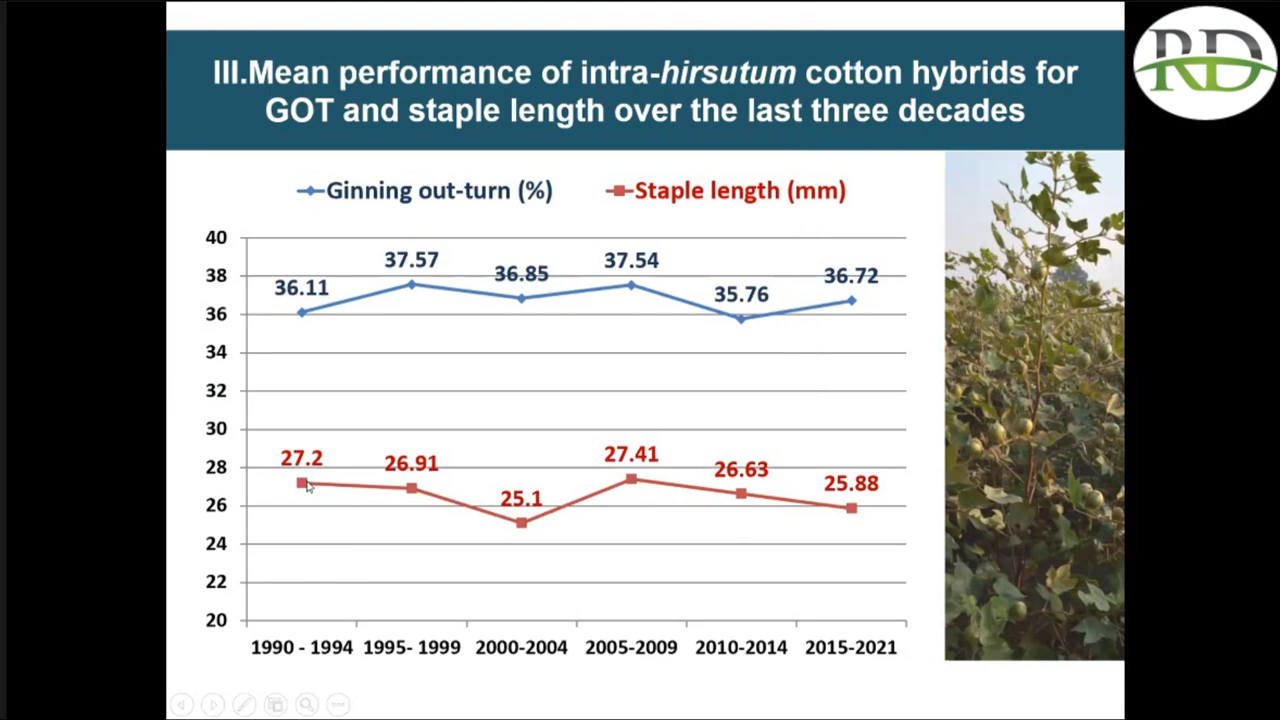 RD
III.Mean performance of intra-hirsutum cotton hybrids for
GOT and staple length over the last three decades
Ginning out-turn (%) Staple length (mm)
40
38
36
34
32
30
28
26
24
22
20
36.11 37.57 36.85 37.54 35.76 36.72
27.2 26.91 25.1 27.41 26.63 25.88
1990 - 1994 1995- 1999 2000-2004 2005-2009 2010-2014 2015-2021